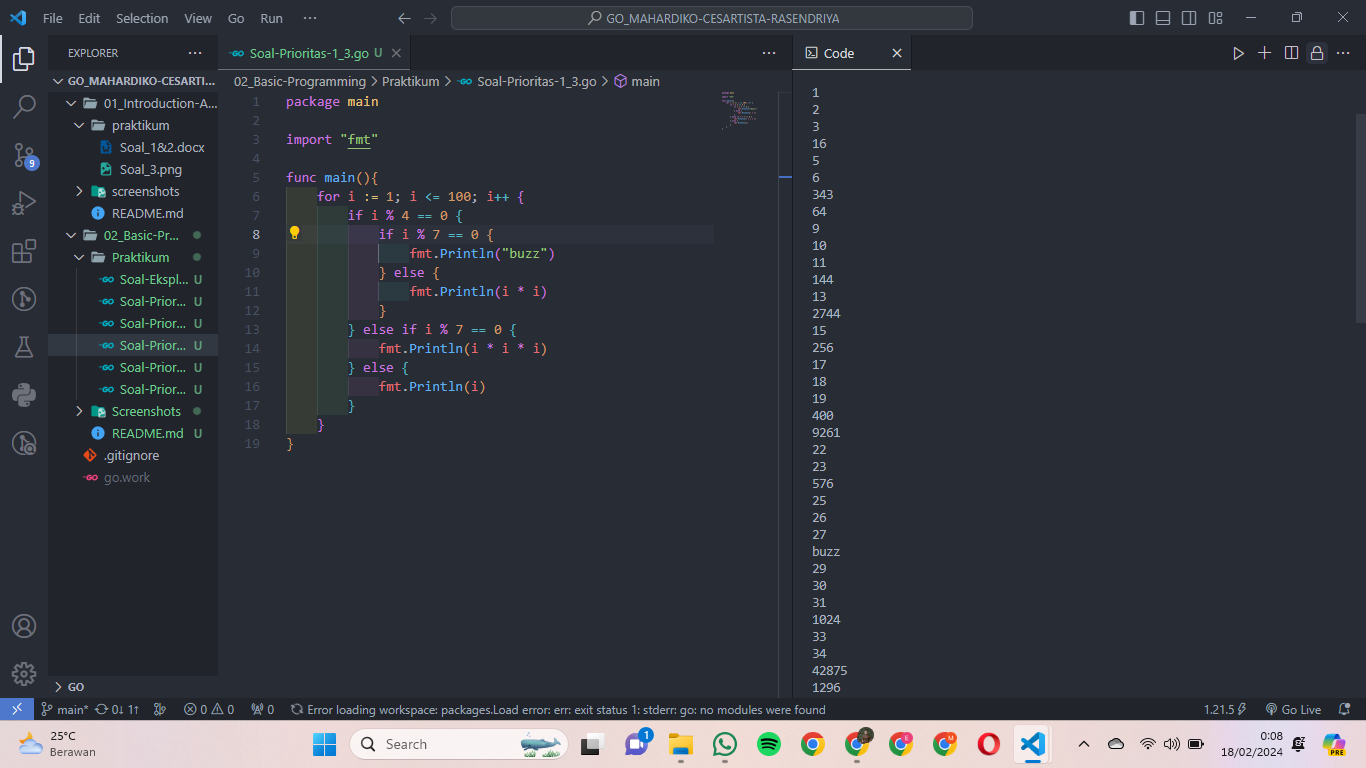 File Edit Selection View Go Run ···
GO_MAHARDIKO-CESARTISTA-RASENDRIYA
EXPLORER
GO_MAHARDIKO-CESARTI...
01_Introduction-A...
praktikum
Soal_1&2.docx
Soal_3.png
screenshots
README.md
02_Basic-Pr...
Praktikum
Soal-Ekspl... U
Soal-Prior... U
Soal-Prior... U
Soal-Prior... U
Soal-Prior... U
Soal-Prior... U
Screenshots
README.md U
.gitignore
go.work
GO
9
Soal-Prioritas-1_3.go U
02_Basic-Programming > Praktikum > Soal-Prioritas-1_3.go > main
1 package main
2
3 import "fmt"
4
5 func main(){
6 for i := 1; i <= 100; i++ {
7 if i % 4 == 0 {
8 if i % 7 == 0 {
9 fmt.Println("buzz")
10 } else {
11 fmt.Println(i * i)
12 }
13 } else if i % 7 == 0 {
14 fmt.Println(i * i * i)
15 } else {
16 fmt.Println(i)
17 }
18 }
19 }
Code
1
2
3
16
5
6
343
64
9
10
11
144
13
2744
15
256
17
18
19
400
9261
22
23
576
25
26
27
buzz
29
30
31
1024
33
34
42875
1296
main* 0↓ 1↑ 0 0 0 Error loading workspace: packages.Load error: err: exit status 1: stderr: go: no modules were found 1.21.5 Go Live
25°C
Berawan
Search
1
0:08
18/02/2024
PRE